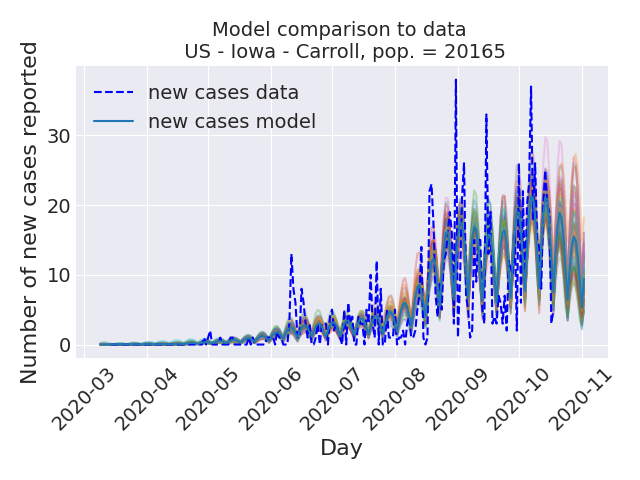 Model comparison to data
US - Iowa - Carroll, pop. = 20165
Number of new cases reported
new cases data
new cases model
30
20
10
0
2020-03
2020-04
2020-05
2020-06
2020-07
2020-08
2020-09
2020-10
2020-11
Day